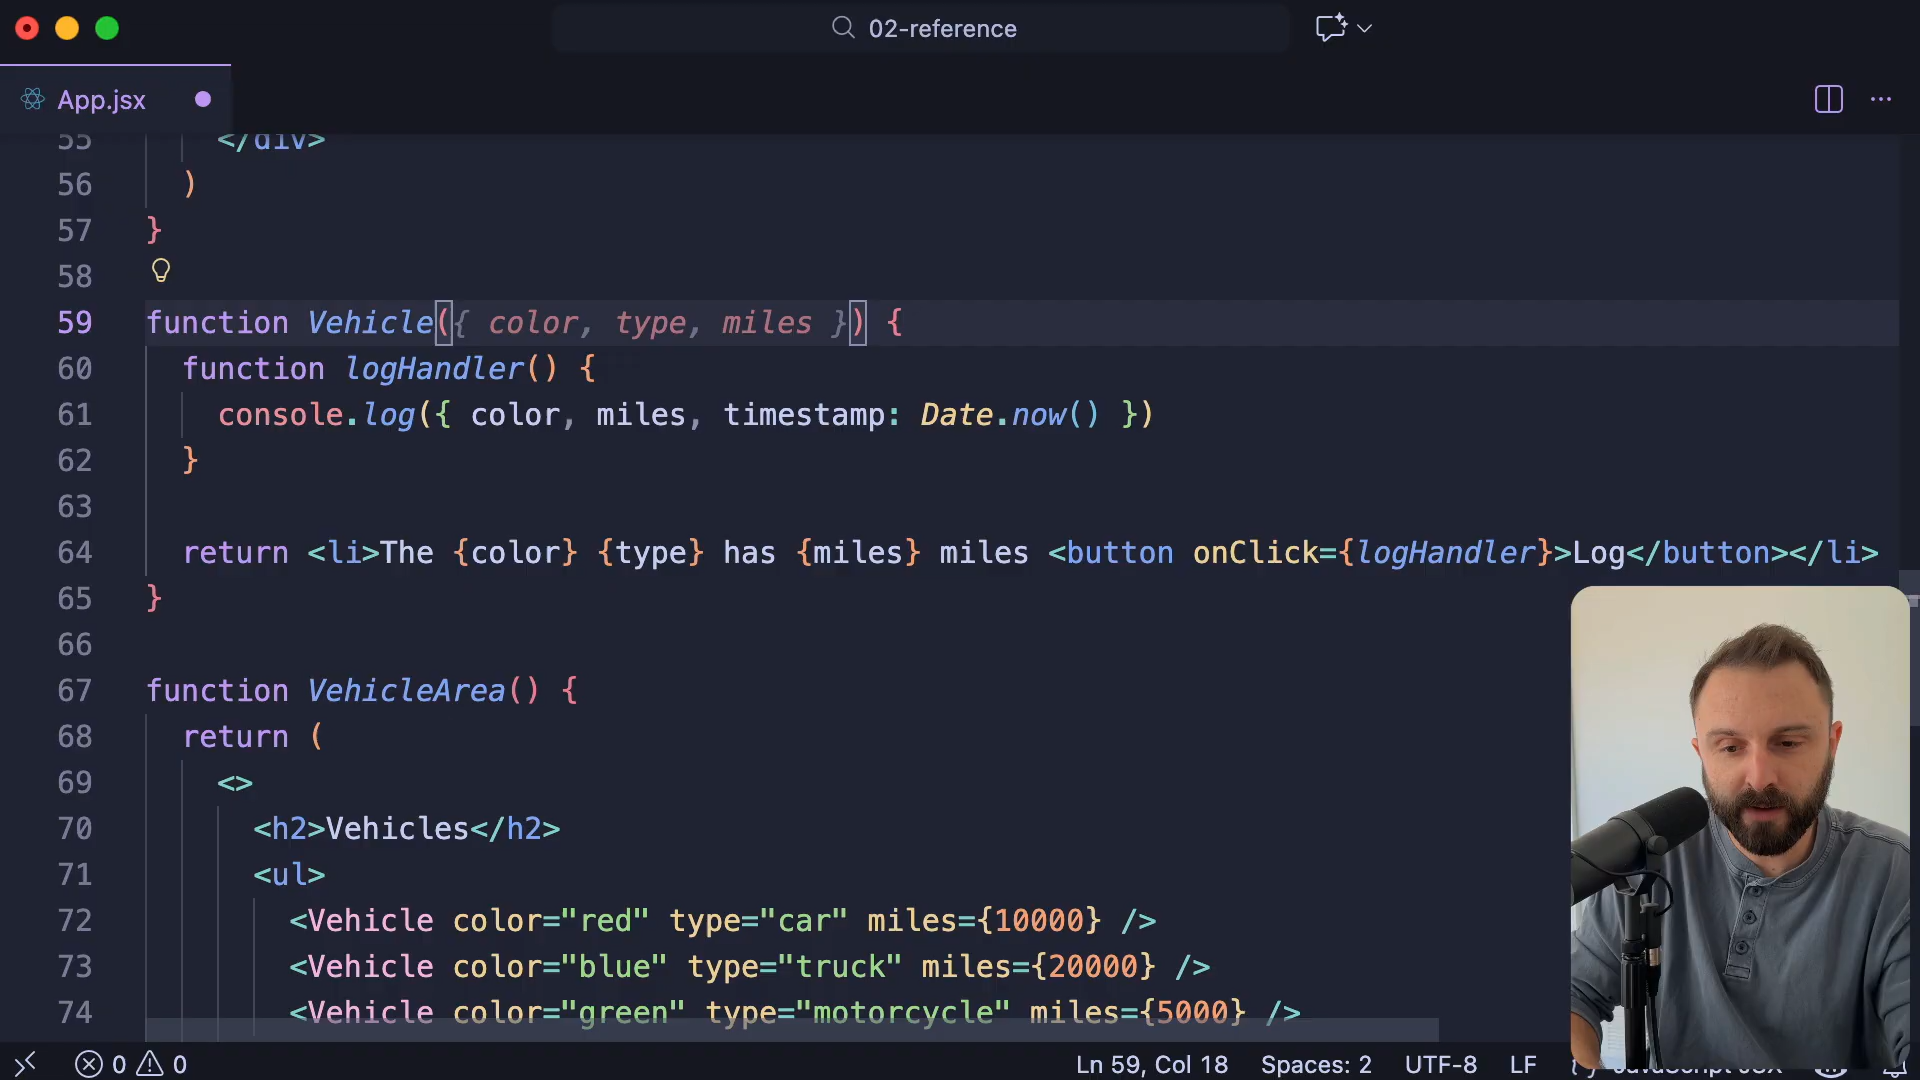 02-reference
App.jsx
55 </div>
56 )
57 }
58
59 function Vehicle({ color, type, miles }) {
60 function logHandler() {
61 console.log({ color, miles, timestamp: Date.now() })
62 }
63
64 return <li>The {color} {type} has {miles} miles <button onClick={logHandler}>Log</button></li>
65 }
66
67 function VehicleArea() {
68 return (
69 <>
70 <h2>Vehicles</h2>
71 <ul>
72 <Vehicle color="red" type="car" miles={10000} />
73 <Vehicle color="blue" type="truck" miles={20000} />
74 <Vehicle color="green" type="motorcycle" miles={5000} />
0 0 Ln 59, Col 18 Spaces: 2 UTF-8 LF JavaScript JSX